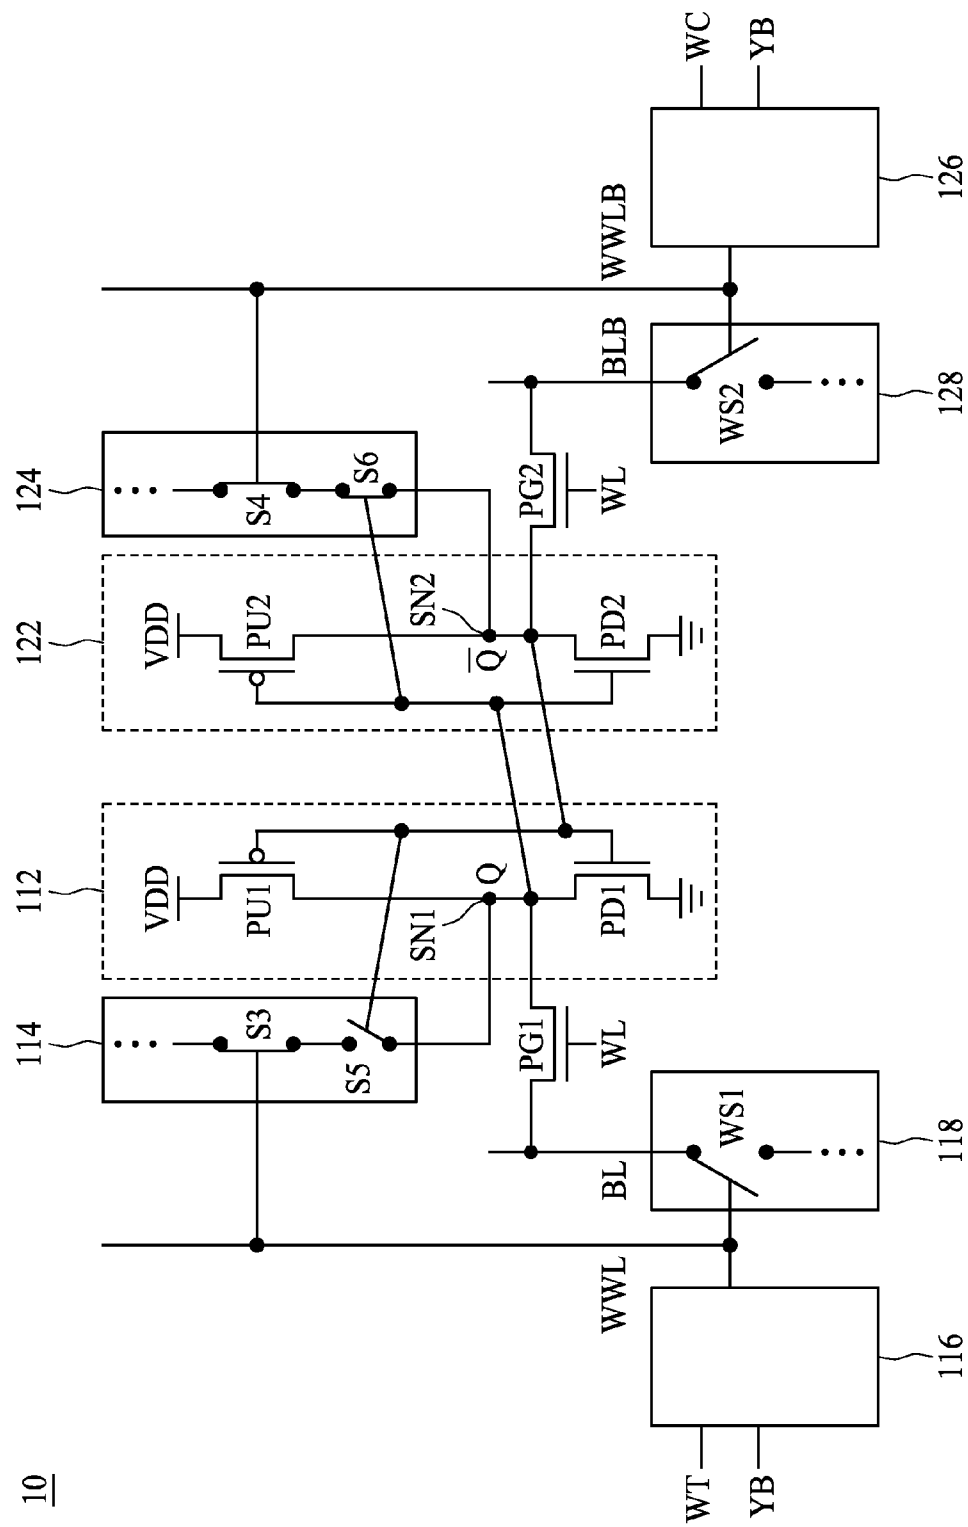 10
114
112
122
124
VDD
VDD
S3
PU1
PU2
S4
S5
S6
SN1
SN2
Q
Q̅
PG1
PG2
WL
PD1
PD2
WL
WWL
BL
BLB
WWLB
WT
WC
WS1
WS2
YB
YB
116
118
128
126